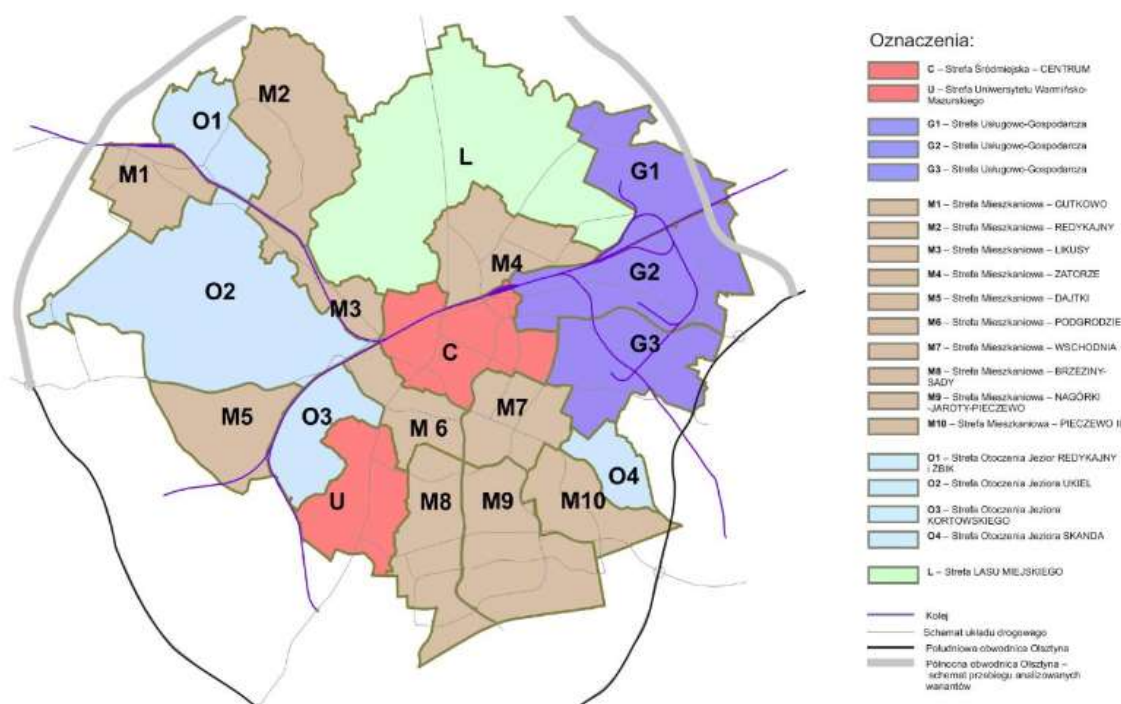 M2
O1
L
M1
G1
M4
G2
O2
M3
C
G3
M5
O3
M7
M 6
O4
U
M8
M9
M10
Oznaczenia:
C – Strefa Śródmiejska – CENTRUM
U – Strefa Uniwersytetu Warmińsko-
Mazurskiego
G1 – Strefa Usługowo-Gospodarcza
G2 – Strefa Usługowo-Gospodarcza
G3 – Strefa Usługowo-Gospodarcza
M1 – Strefa Mieszkaniowa – GUTKOWO
M2 – Strefa Mieszkaniowa – REDYKAJNY
M3 – Strefa Mieszkaniowa – LIKUSY
M4 – Strefa Mieszkaniowa – ZATORZE
M5 – Strefa Mieszkaniowa – DAJTKI
M6 – Strefa Mieszkaniowa – PODGRODZIE
M7 – Strefa Mieszkaniowa – WSCHODNIA
M8 – Strefa Mieszkaniowa – BRZEZINY-
SADY
M9 – Strefa Mieszkaniowa – NAGÓRKI
-JAROTY-PIECZEWO
M10 – Strefa Mieszkaniowa – PIECZEWO II
O1 – Strefa Otoczenia Jezior REDYKAJNY
i ŻBIK
O2 – Strefa Otoczenia Jeziora UKIEL
O3 – Strefa Otoczenia Jeziora
KORTOWSKIEGO
O4 – Strefa Otoczenia Jeziora SKANDA
L – Strefa LASU MIEJSKIEGO
Kolej
Schemat układu drogowego
Południowa obwodnica Olsztyna
Północna obwodnica Olsztyna –
schemat przebiegu analizowanych
wariantów